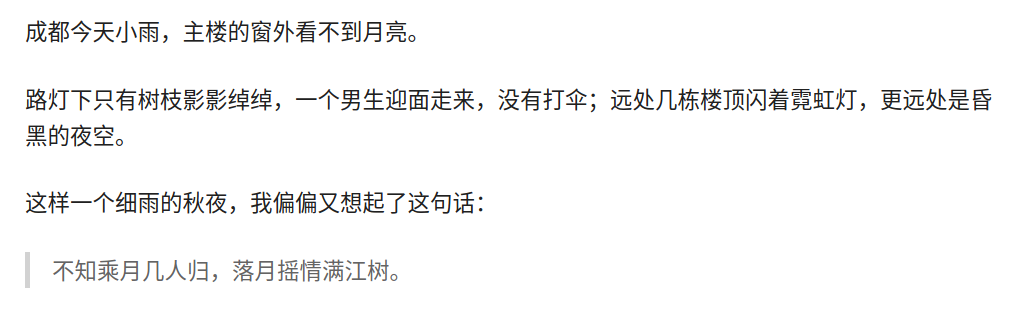 成都今天小雨，主楼的窗外看不到月亮。
路灯下只有树枝影影绰绰，一个男生迎面走来，没有打伞；远处几栋楼顶闪着霓虹灯，更远处是昏
黑的夜空。
这样一个细雨的秋夜，我偏偏又想起了这句话：
不知乘月几人归，落月摇情满江树。